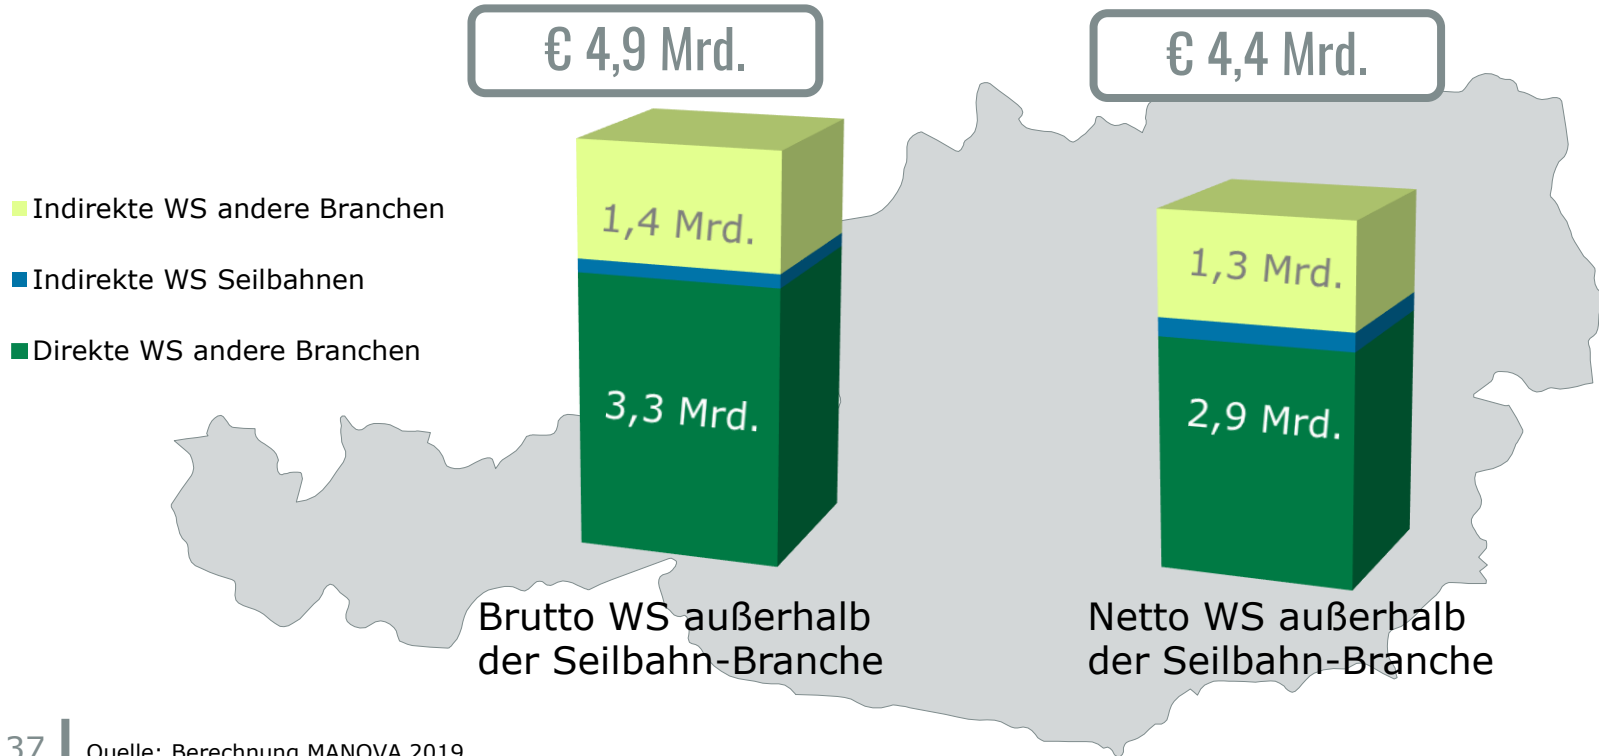 € 4,9 Mrd.
€ 4,4 Mrd.
Indirekte WS andere Branchen
Indirekte WS Seilbahnen
Direkte WS andere Branchen
1,4 Mrd.
3,3 Mrd.
1,3 Mrd.
2,9 Mrd.
Brutto WS außerhalb
der Seilbahn-Branche
Netto WS außerhalb
der Seilbahn-Branche
37
Quelle: Berechnung MANOVA 2019